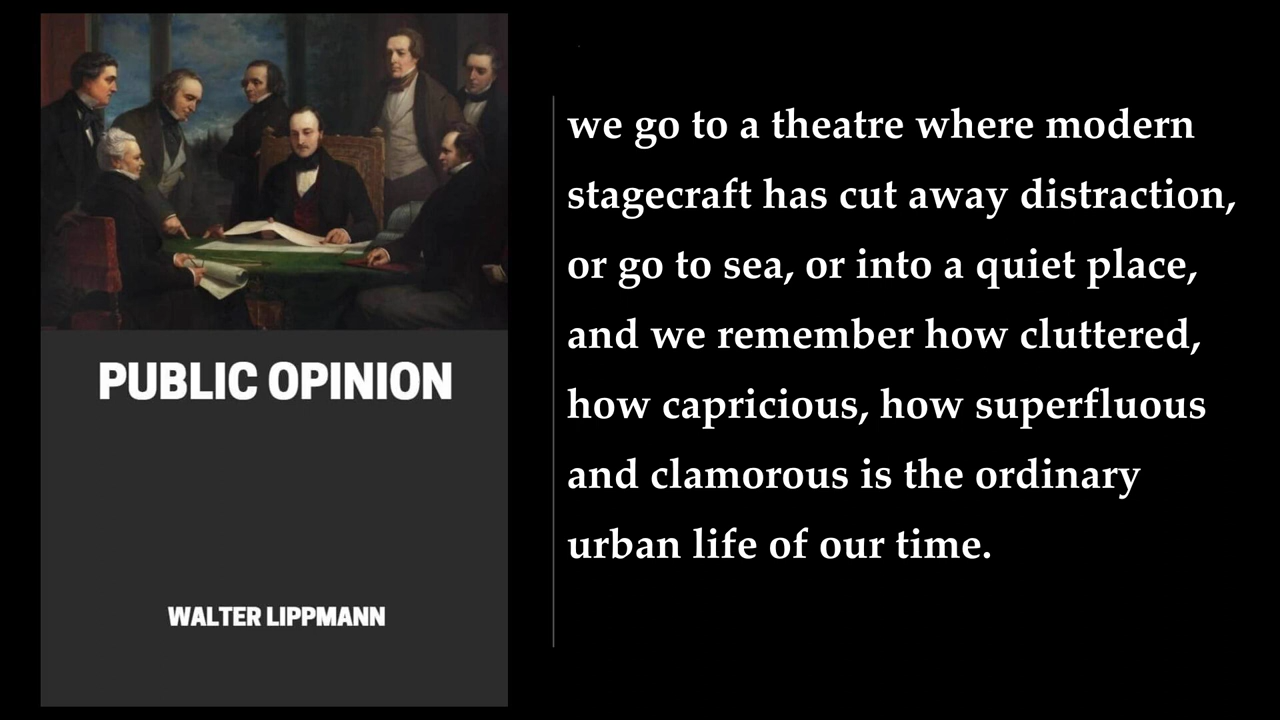 PUBLIC OPINION
WALTER LIPPMANN
we go to a theatre where modern
stagecraft has cut away distraction,
or go to sea, or into a quiet place,
and we remember how cluttered,
how capricious, how superfluous
and clamorous is the ordinary
urban life of our time.